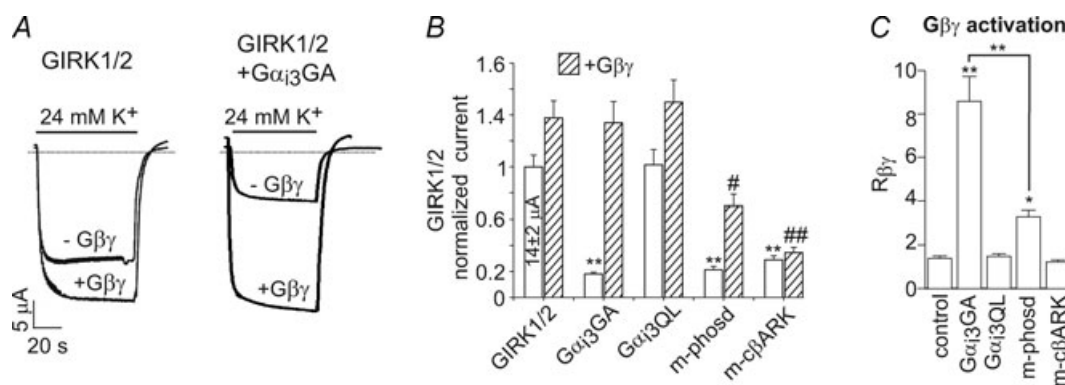 A
GIRK1/2
24 mM K⁺
- Gβγ
+Gβγ
5 μA
20 s
GIRK1/2
+Gαi3GA
24 mM K⁺
- Gβγ
+Gβγ
B
+Gβγ
GIRK1/2
normalized current
1.6
1.4
1
0.6
0.2
0
14±2 μA
**
**
#
**
##
GIRK1/2
Gαi3GA
Gαi3QL
m-phosd
m-cβARK
C
Gβγ activation
Rβγ
10
8
6
4
2
0
**
**
*
control
Gαi3GA
Gαi3QL
m-phosd
m-cβARK